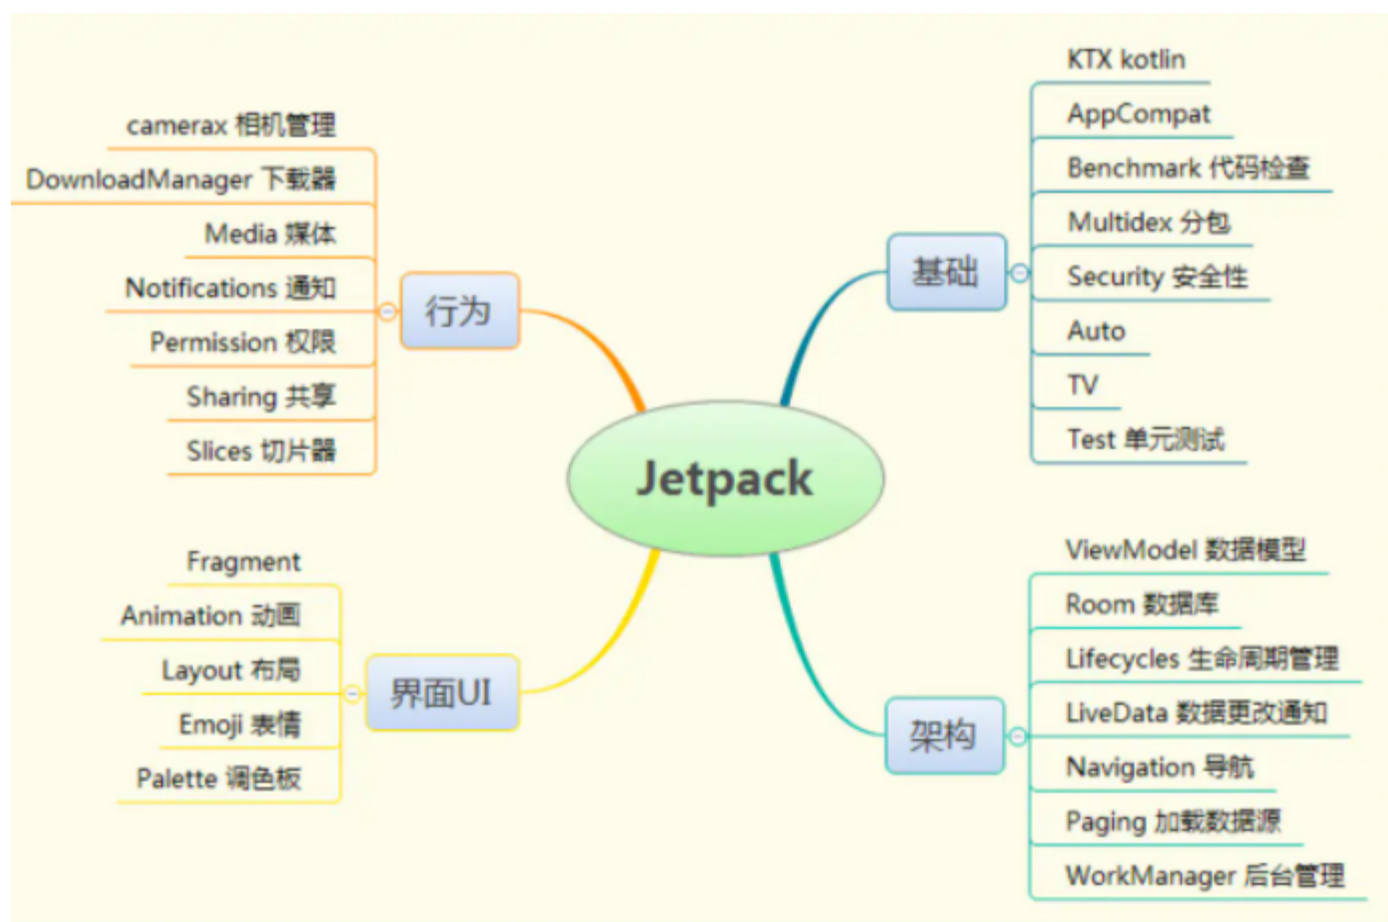 Jetpack
基础
KTX kotlin
AppCompat
Benchmark 代码检查
Multidex 分包
Security 安全性
Auto
TV
Test 单元测试
架构
ViewModel 数据模型
Room 数据库
Lifecycles 生命周期管理
LiveData 数据更改通知
Navigation 导航
Paging 加载数据源
WorkManager 后台管理
行为
camerax 相机管理
DownloadManager 下载器
Media 媒体
Notifications 通知
Permission 权限
Sharing 共享
Slices 切片器
界面UI
Fragment
Animation 动画
Layout 布局
Emoji 表情
Palette 调色板